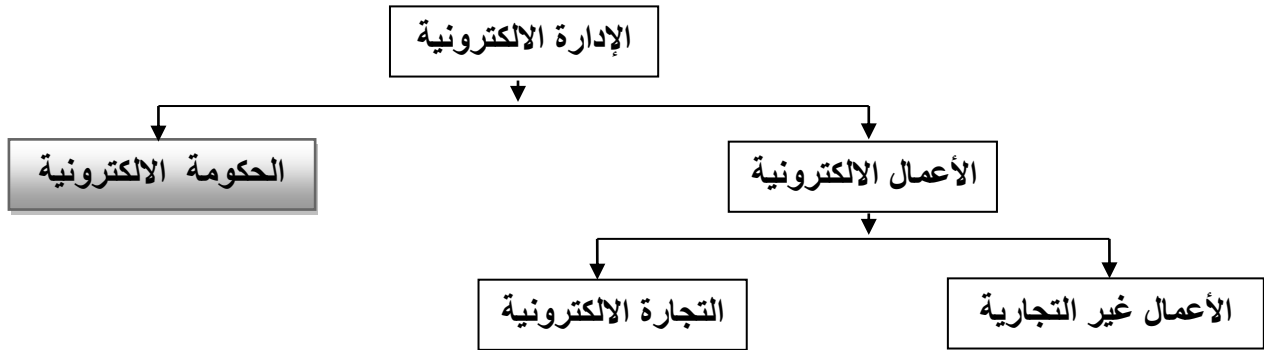 الإدارة الالكترونية
الأعمال الالكترونية
الحكومة الالكترونية
الأعمال غير التجارية
التجارة الالكترونية